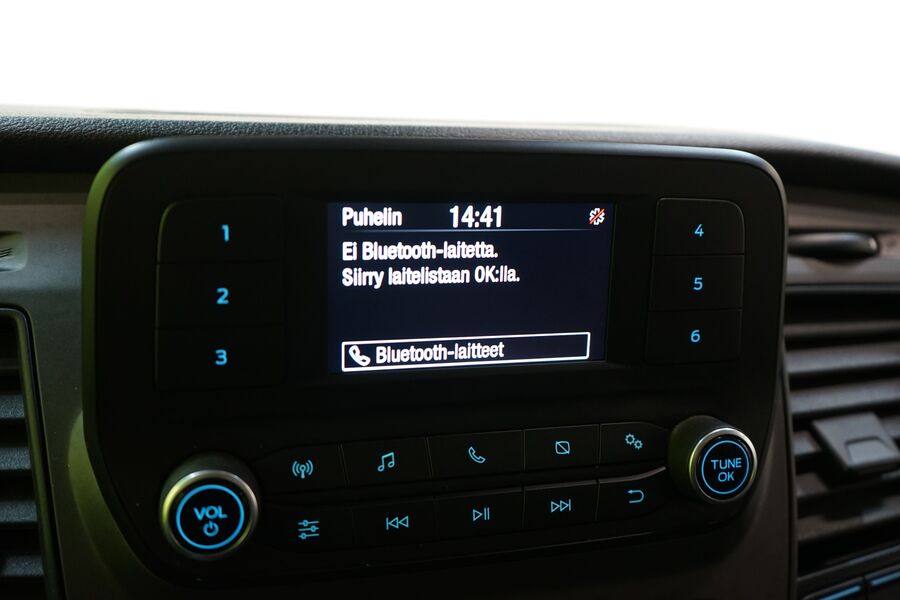 Puhelin 14:41
Ei Bluetooth-laitetta.
Siirry laitelistaan OK:lla.
Bluetooth-laitteet
1
2
3
4
5
6
VOL
TUNE
OK